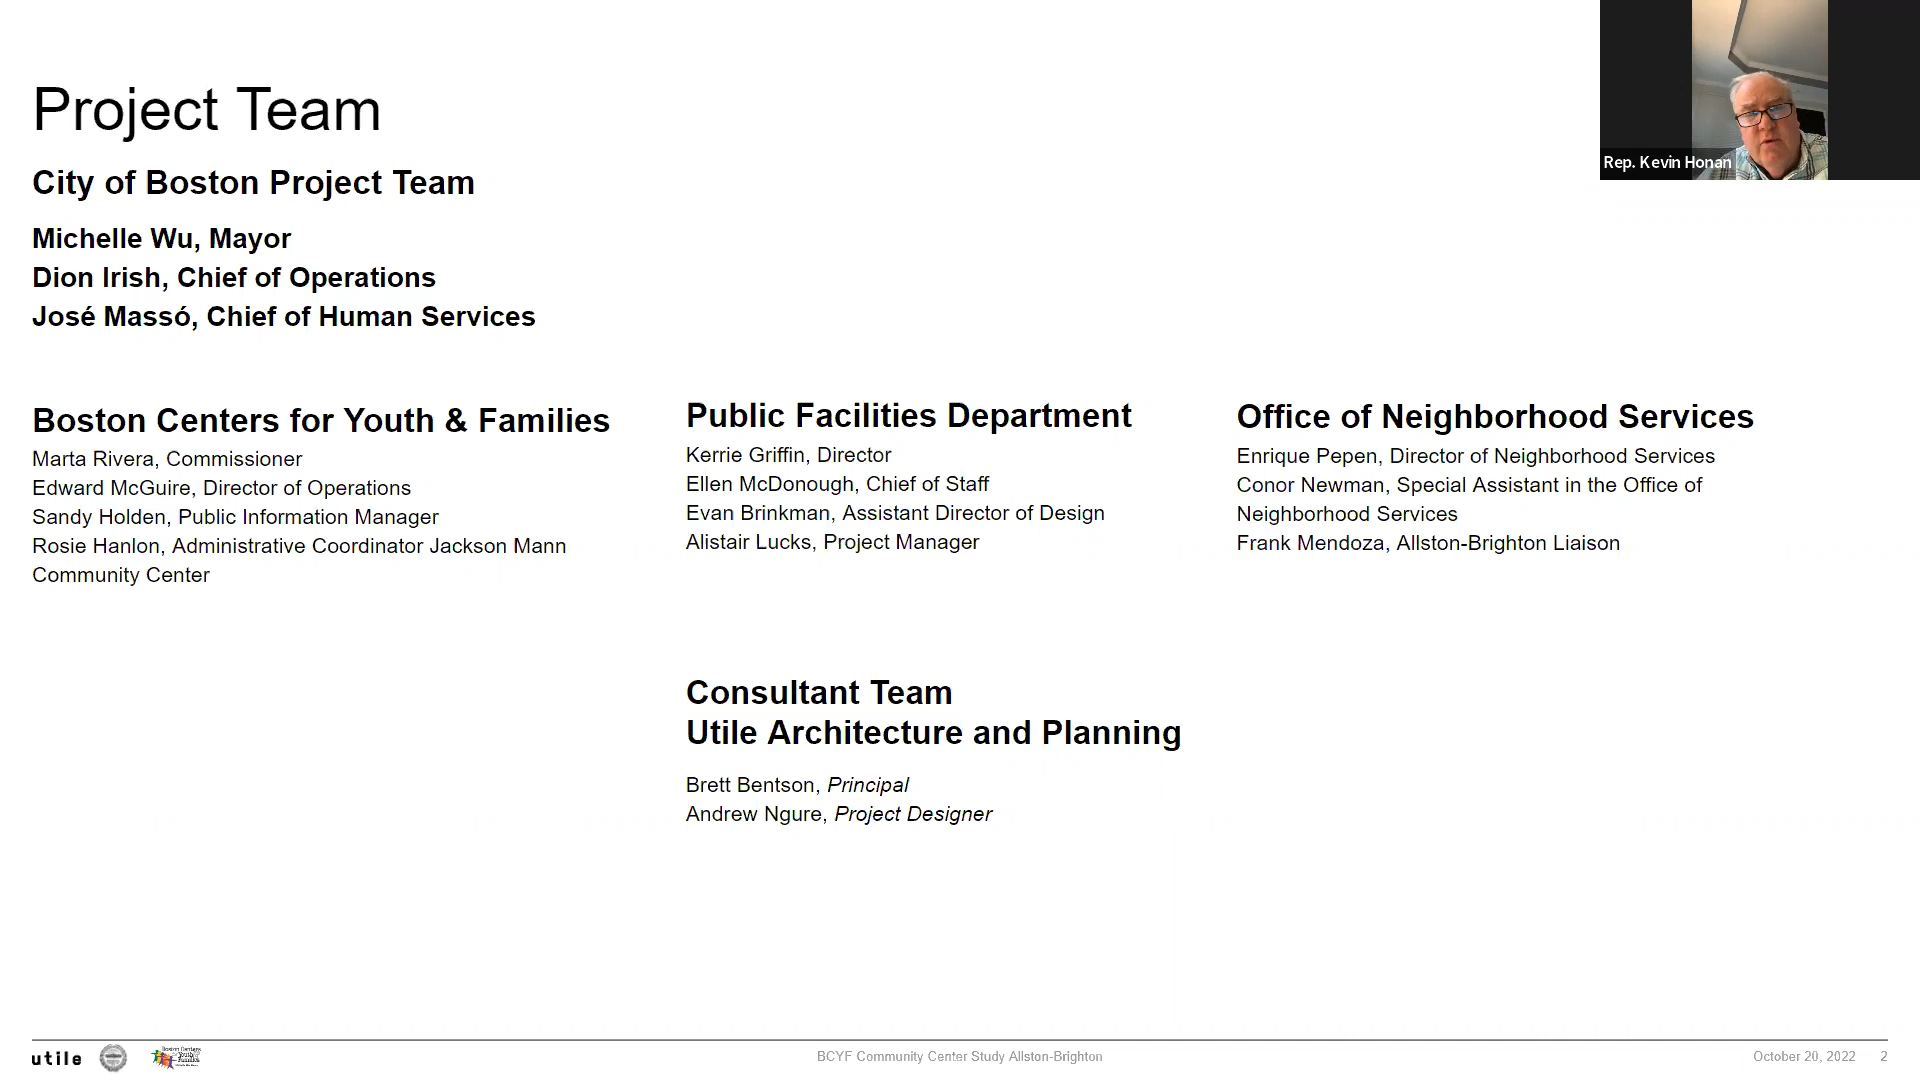 Project Team
Rep. Kevin Honan
City of Boston Project Team
Michelle Wu, Mayor
Dion Irish, Chief of Operations
José Massó, Chief of Human Services
Boston Centers for Youth & Families
Marta Rivera, Commissioner
Edward McGuire, Director of Operations
Sandy Holden, Public Information Manager
Rosie Hanlon, Administrative Coordinator Jackson Mann
Community Center
Public Facilities Department
Kerrie Griffin, Director
Ellen McDonough, Chief of Staff
Evan Brinkman, Assistant Director of Design
Alistair Lucks, Project Manager
Office of Neighborhood Services
Enrique Pepen, Director of Neighborhood Services
Conor Newman, Special Assistant in the Office of
Neighborhood Services
Frank Mendoza, Allston-Brighton Liaison
Consultant Team
Utile Architecture and Planning
Brett Bentson, Principal
Andrew Ngure, Project Designer
utile
Boston Centers
Youth &
Families
BCYF Community Center Study Allston-Brighton
October 20, 2022
2